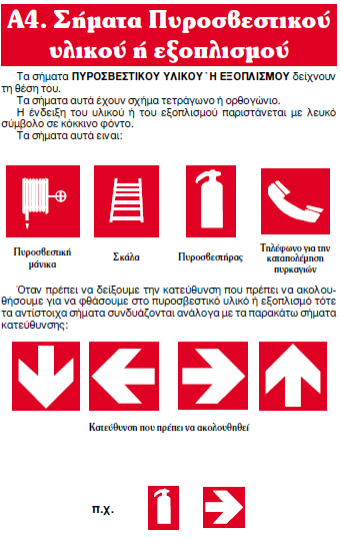 Α4. Σήματα Πυροσβεστικού
υλικού ή εξοπλισμού
Τα σήματα ΠΥΡΟΣΒΕΣΤΙΚΟΥ ΥΛΙΚΟΥ `Η ΕΞΟΠΛΙΣΜΟΥ δείχνουν
τη θέση του.
Τα σήματα αυτά έχουν σχήμα τετράγωνο ή ορθογώνιο.
Η ένδειξη του υλικού ή του εξοπλισμού παριστάνεται με λευκό
σύμβολο σε κόκκινο φόντο.
Τα σήματα αυτά ειναι:
Πυροσβεστική
μάνικα
Σκάλα
Πυροσβεστήρας
Τηλέφωνο για την
καταπολέμηση
πυρκαγιών
Όταν πρέπει να δείξουμε την κατεύθυνση που πρέπει να ακολου-
θήσουμε για να φθάσουμε στο πυροσβεστικό υλικό ή εξοπλισμό τότε
τα αντίστοιχα σήματα συνδυάζονται ανάλογα με τα παρακάτω σήματα
κατεύθυνσης:
Κατεύθυνση που πρέπει να ακολουθηθεί
π.χ.